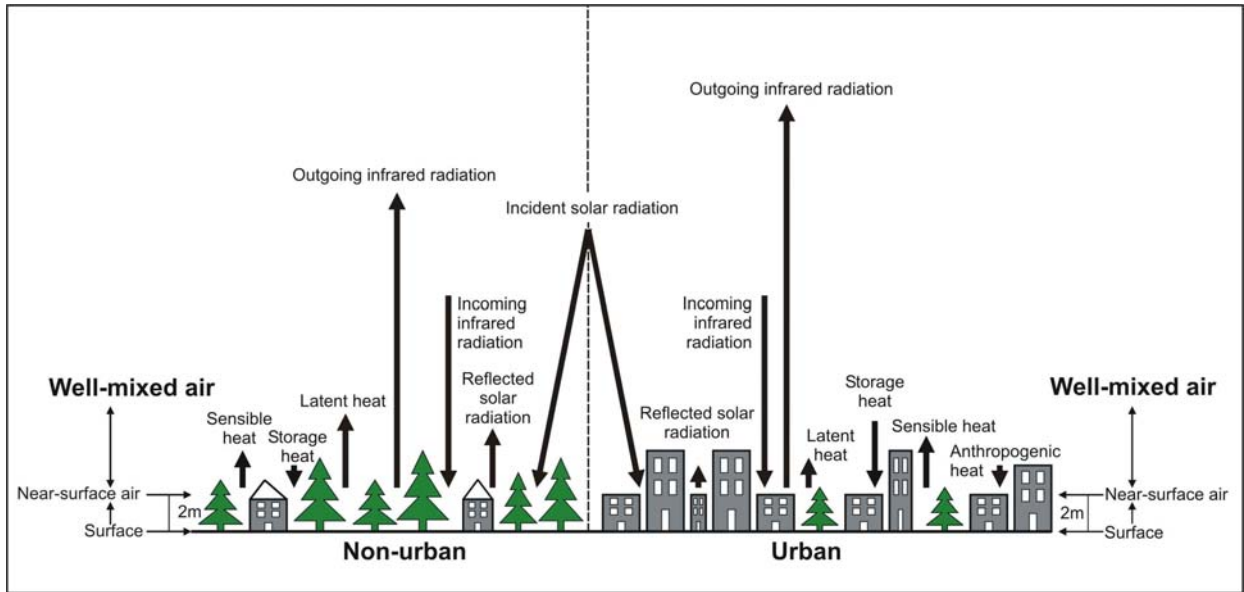 Outgoing infrared radiation
Outgoing infrared radiation
Incident solar radiation
Incoming
infrared
radiation
Incoming
infrared
radiation
Well-mixed air
Sensible
heat
Storage
heat
Latent heat
Reflected
solar
radiation
Reflected solar
radiation
Latent
heat
Storage
heat
Sensible heat
Anthropogenic
heat
Well-mixed air
Near-surface air
2m
Surface
Near-surface air
2m
Surface
Non-urban
Urban